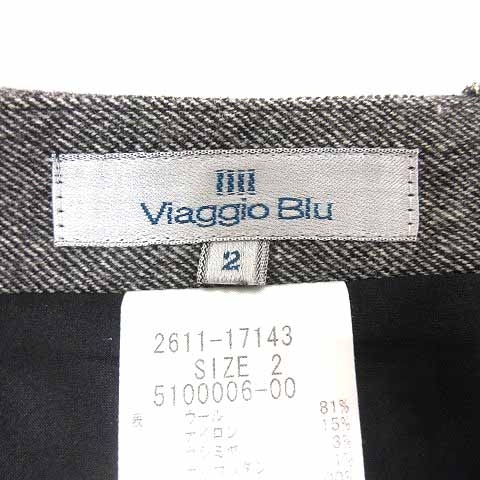 Viaggio Blu
2
2611-17143
SIZE 2
5100006-00
表 ウール 81%
ナイロン 15%
カシミヤ 3%